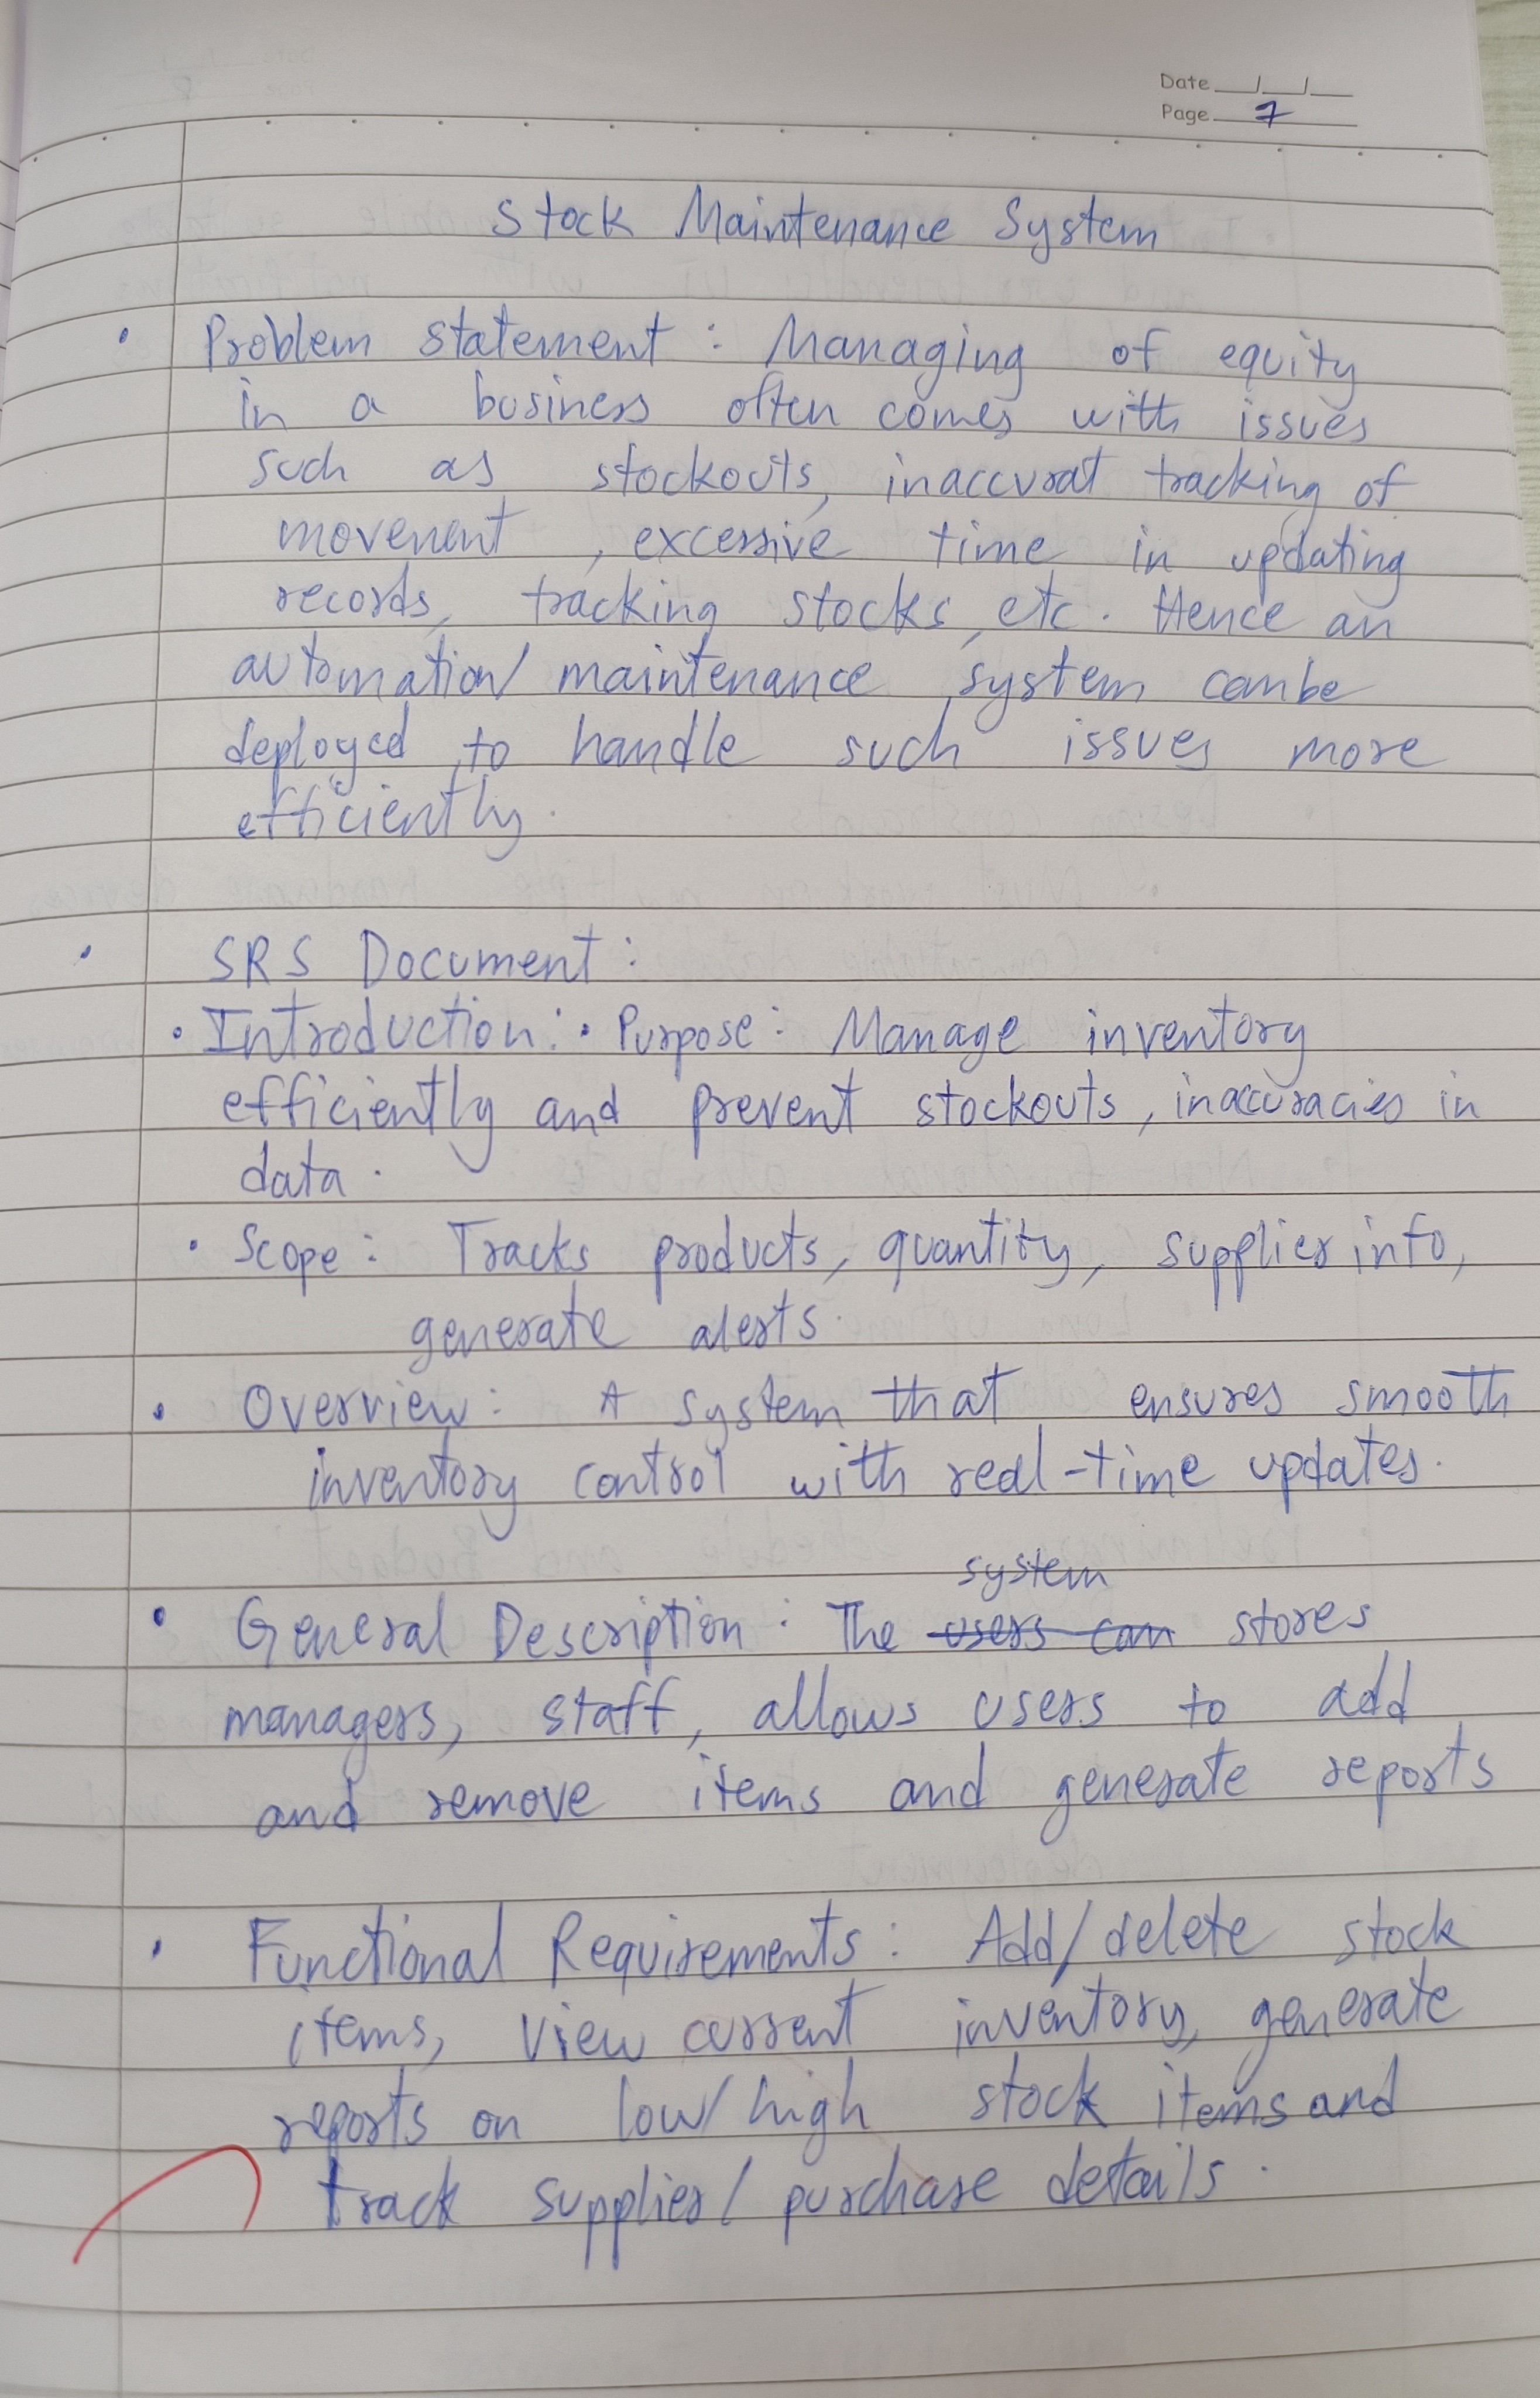 Date __/__/__
Page 7
Stock Maintenance System
• Problem statement : Managing of equity
in a business often comes with issues
such as stockouts, inaccurat tracking of
movement , excessive time in updating
records, tracking stocks, etc. Hence an
automation/ maintenance system canbe
deployed to handle such issues more
efficiently.
• SRS Document :
• Introduction : • Purpose : Manage inventory
efficiently and prevent stockouts, inaccuracies in
data.
• Scope : Tracks products, quantity, supplier info,
generate alerts.
• Overview : A system that ensures smooth
inventory control with real-time updates.
system
• General Description : The users can stores
managers, staff, allows users to add
and remove items and generate reports
• Functional Requirements : Add/delete stock
items, view current inventory, generate
reports on low/high stock items and
track supplier/ purchase details.